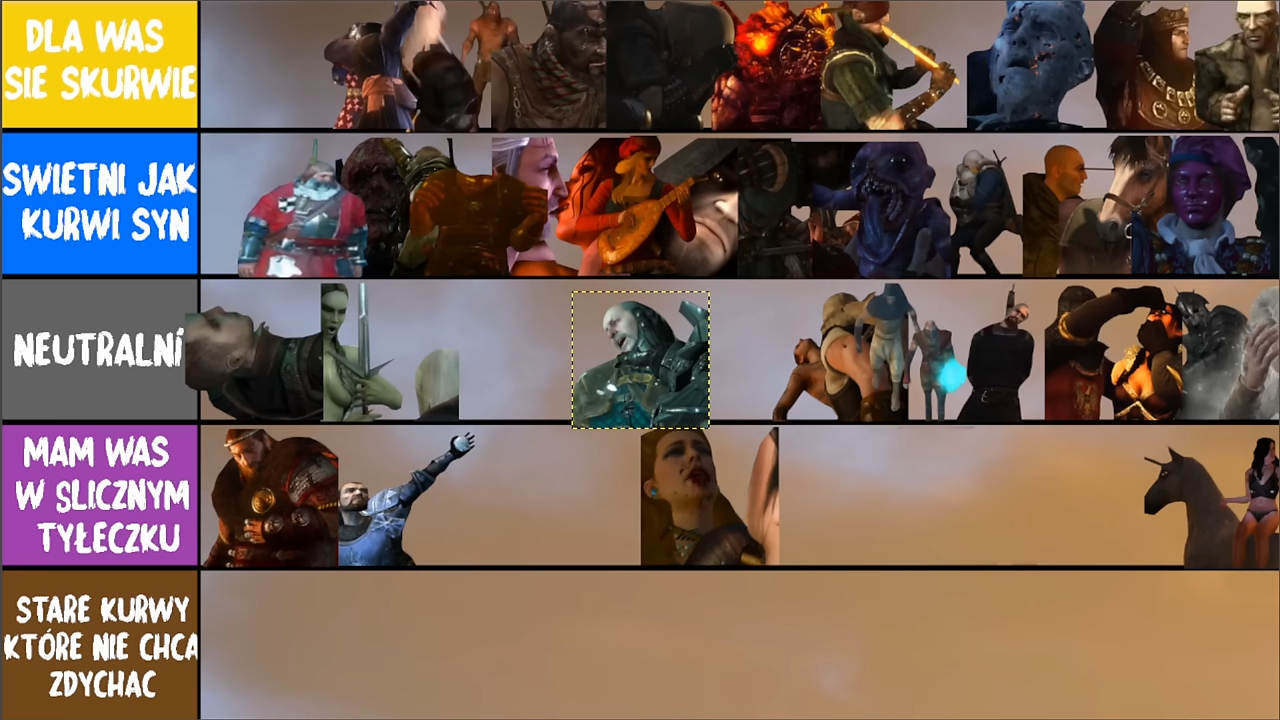 DLA WAS
SIE SKURWIE
SWIETNI JAK
KURWI SYN
NEUTRALNI
MAM WAS
W SLICZNYM
TYŁECZKU
STARE KURWY
KTÓRE NIE CHCA
ZDYCHAC